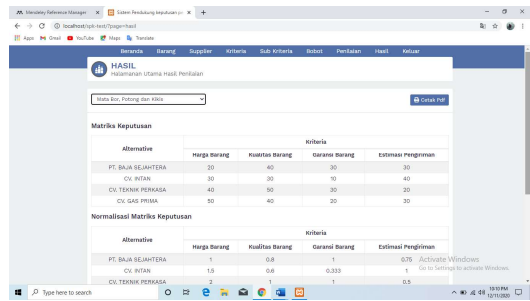 Mendeley Reference Manager
Sistem Pendukung keputusan pe
localhost/spk-test/?page=hasil
Apps Gmail YouTube Maps Translate
Beranda Barang Supplier Kriteria Sub Kriteria Bobot Penilaian Hasil Keluar
HASIL
Halamanan Utama Hasil Penilaian
Mata Bor, Potong dan Kikis
Cetak Pdf
Matriks Keputusan
Alternative Kriteria
Harga Barang Kualitas Barang Garansi Barang Estimasi Pengiriman
PT. BAJA SEJAHTERA 20 40 30 30
CV. INTAN 30 30 10 40
CV. TEKNIK PERKASA 40 50 30 20
CV. GAS PRIMA 50 40 20 30
Normalisasi Matriks Keputusan
Alternative Kriteria
Harga Barang Kualitas Barang Garansi Barang Estimasi Pengiriman
PT. BAJA SEJAHTERA 1 0.8 1 0.75
CV. INTAN 1.5 0.6 0.333 1
CV. TEKNIK PERKASA 2 1 1 0.5
Activate Windows
Go to Settings to activate Windows.
Type here to search
10:10 PM
12/11/2020